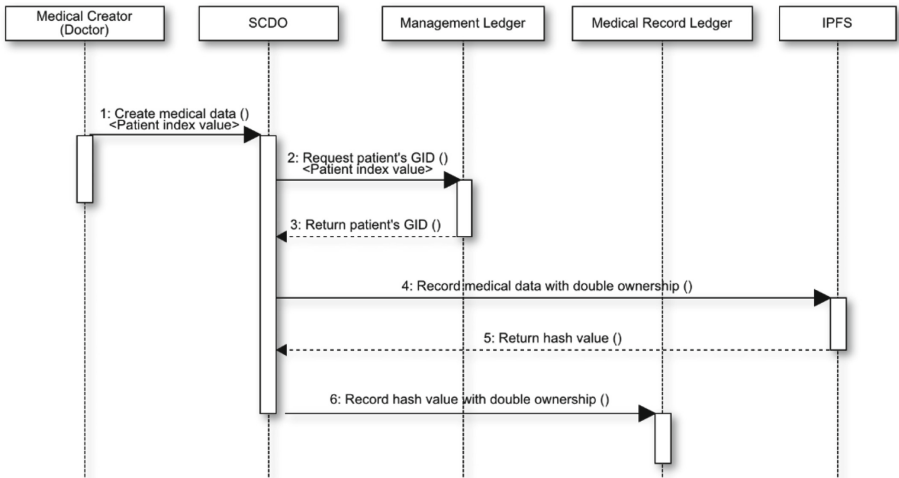 Medical Creator
(Doctor)
SCDO
Management Ledger
Medical Record Ledger
IPFS
1: Create medical data ()
<Patient index value>
2: Request patient's GID ()
<Patient index value>
3: Return patient's GID ()
4: Record medical data with double ownership ()
5: Return hash value ()
6: Record hash value with double ownership ()